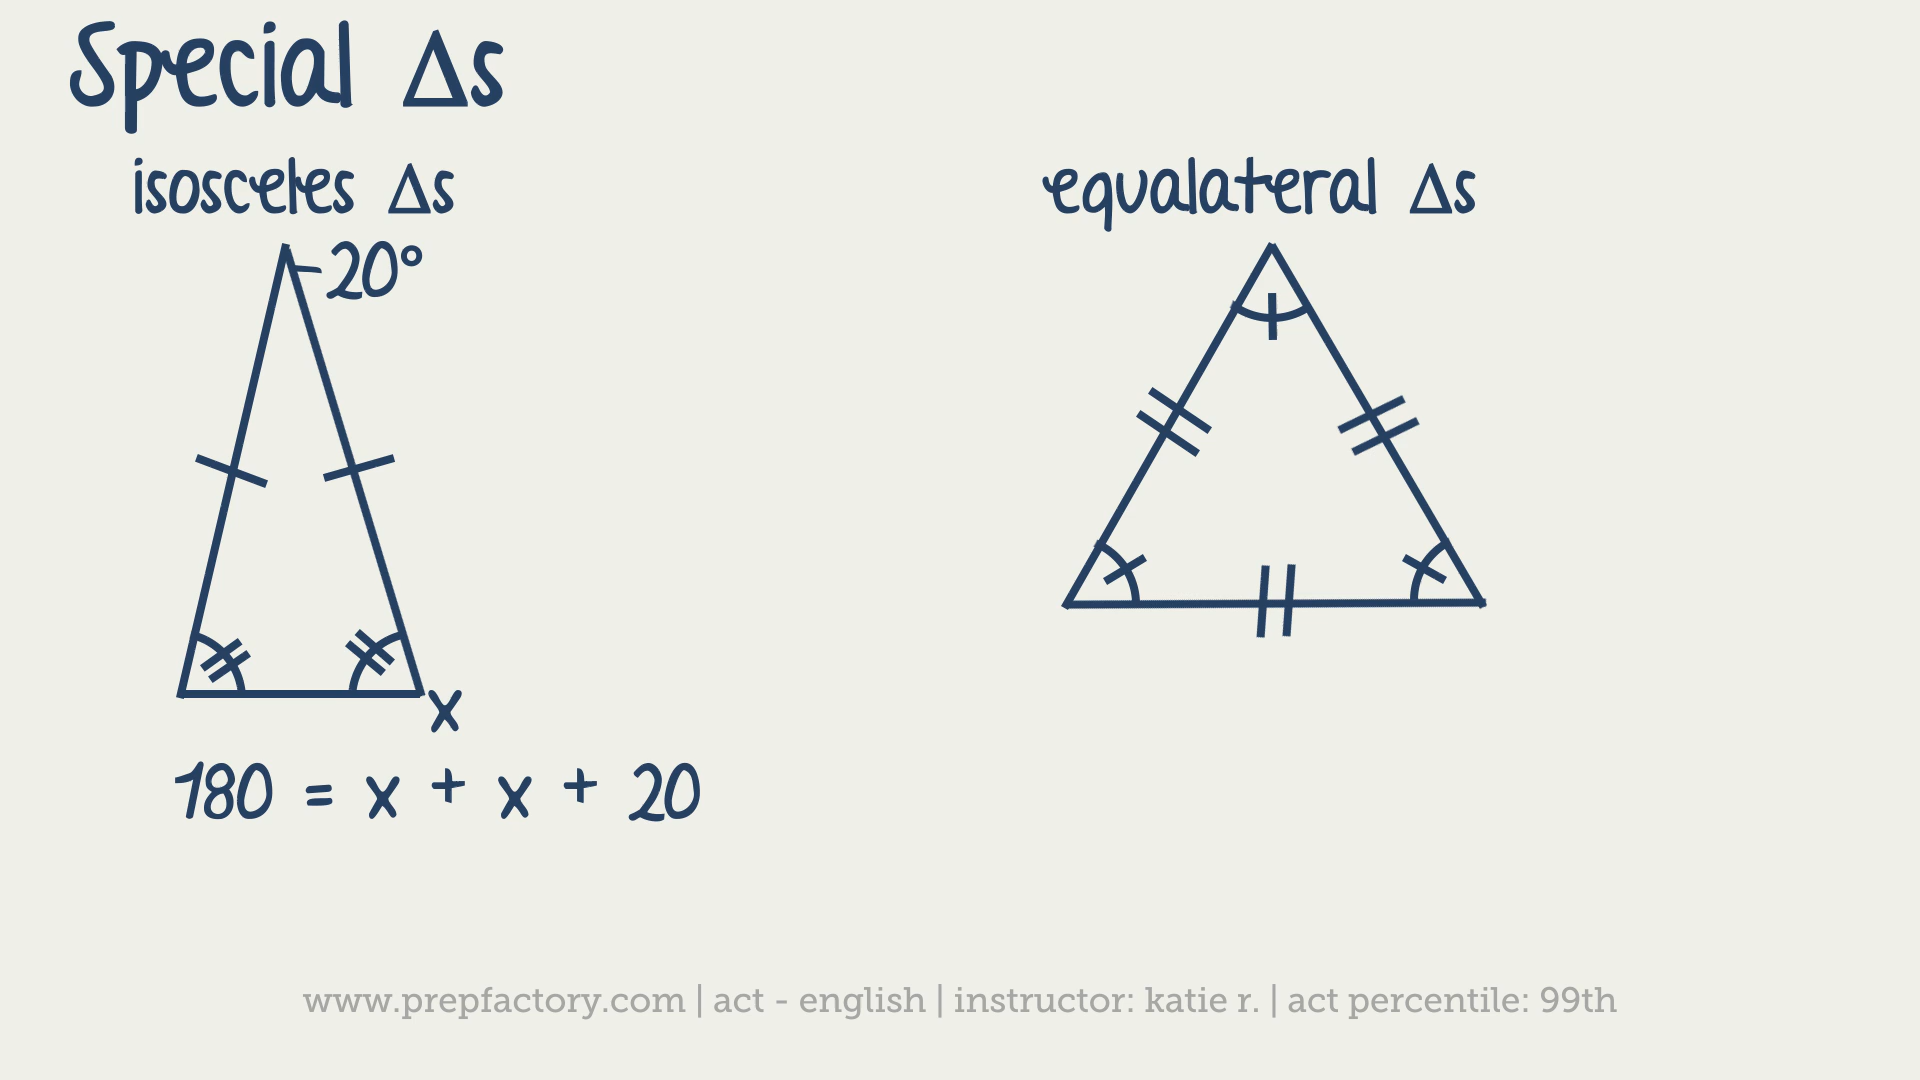 Special Δs
isosceles Δs
equalateral Δs
20°
x
180 = x + x + 20
www.prepfactory.com | act - english | instructor: katie r. | act percentile: 99th